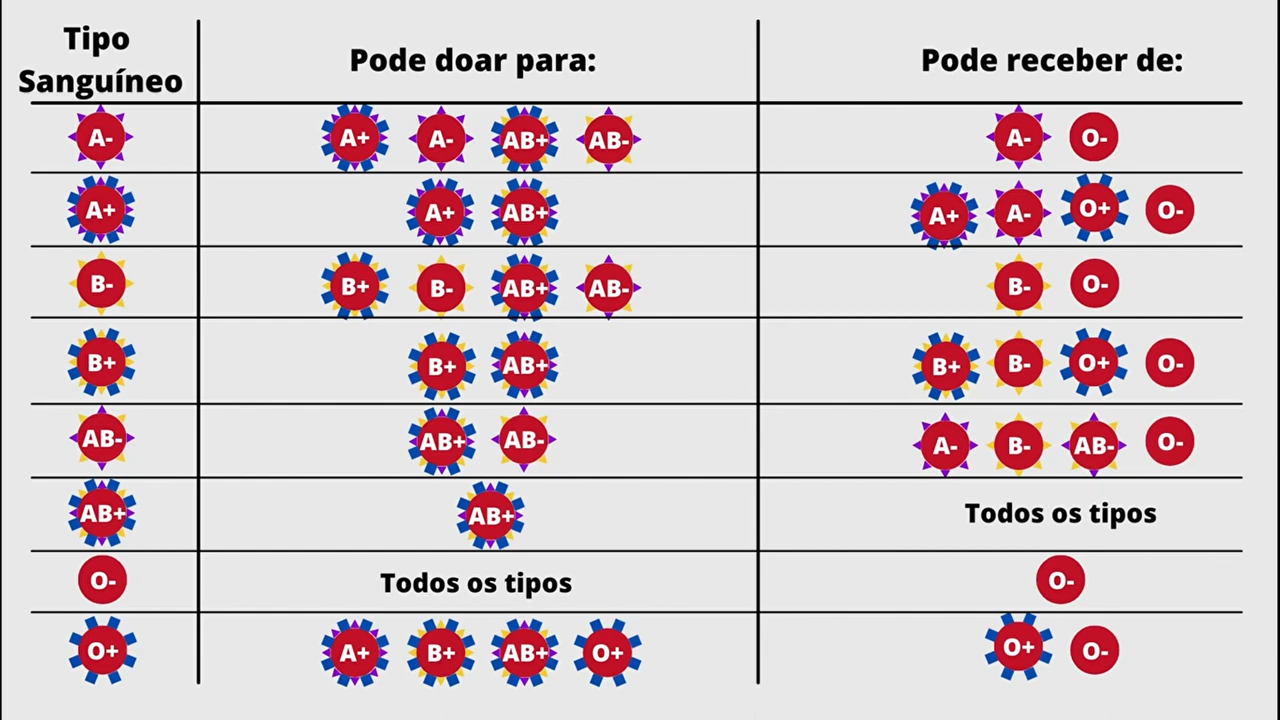 Tipo
Sanguíneo
Pode doar para:
Pode receber de:
A- A+ A- AB+ AB- A- O-
A+ A+ AB+ A+ A- O+ O-
B- B+ B- AB+ AB- B- O-
B+ B+ AB+ B+ B- O+ O-
AB- AB+ AB- A- B- AB- O-
AB+ AB+ Todos os tipos
O- Todos os tipos O-
O+ A+ B+ AB+ O+ O+ O-